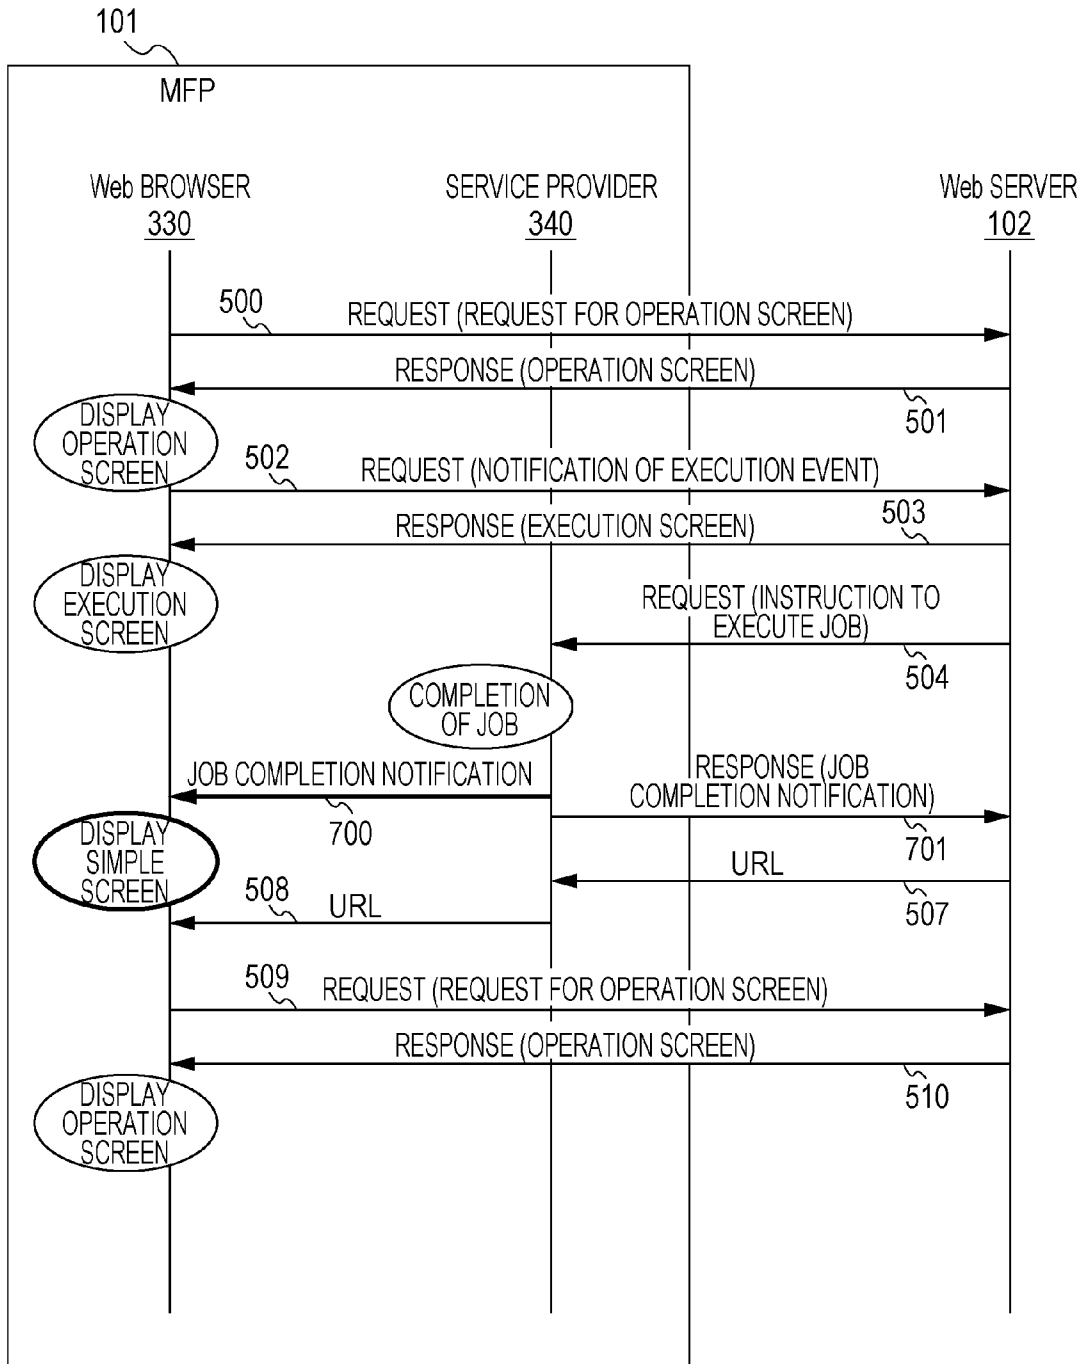 101
MFP
Web BROWSER
330
SERVICE PROVIDER
340
Web SERVER
102
500
REQUEST (REQUEST FOR OPERATION SCREEN)
RESPONSE (OPERATION SCREEN)
501
DISPLAY
OPERATION
SCREEN
502
REQUEST (NOTIFICATION OF EXECUTION EVENT)
503
RESPONSE (EXECUTION SCREEN)
DISPLAY
EXECUTION
SCREEN
REQUEST (INSTRUCTION TO
EXECUTE JOB)
504
COMPLETION
OF JOB
JOB COMPLETION NOTIFICATION
700
RESPONSE (JOB
COMPLETION NOTIFICATION)
701
DISPLAY
SIMPLE
SCREEN
URL
507
508
URL
509
REQUEST (REQUEST FOR OPERATION SCREEN)
RESPONSE (OPERATION SCREEN)
510
DISPLAY
OPERATION
SCREEN